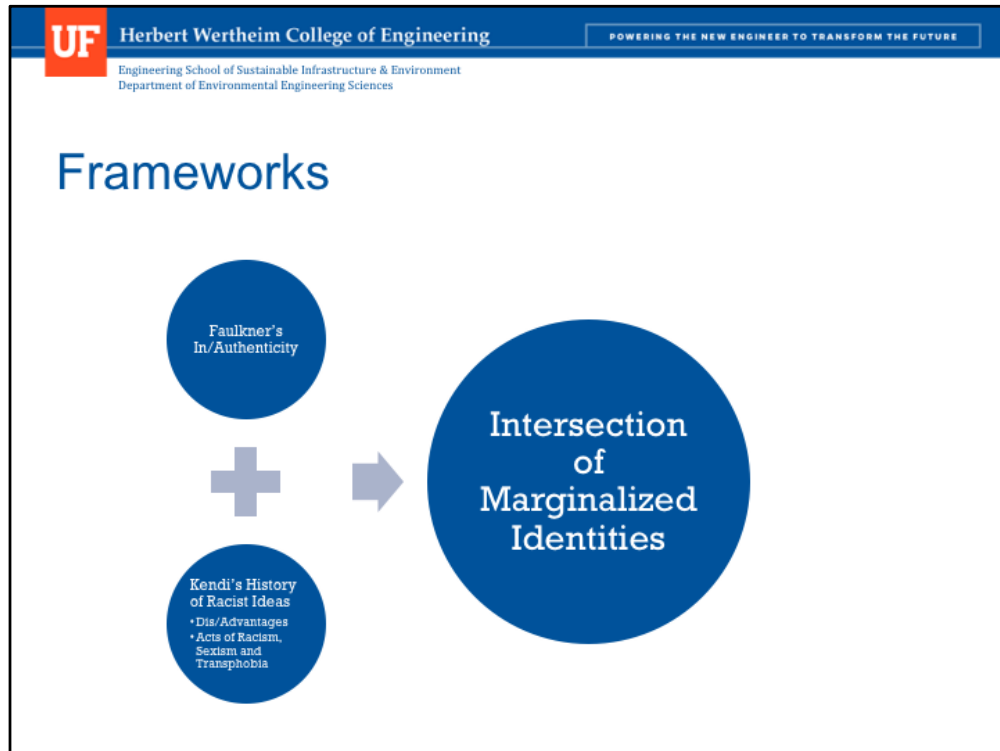 UF
Herbert Wertheim College of Engineering
POWERING THE NEW ENGINEER TO TRANSFORM THE FUTURE
Engineering School of Sustainable Infrastructure & Environment
Department of Environmental Engineering Sciences
Frameworks
Faulkner's
In/Authenticity
Kendi's History
of Racist Ideas
• Dis/Advantages
• Acts of Racism,
Sexism and
Transphobia
Intersection
of
Marginalized
Identities